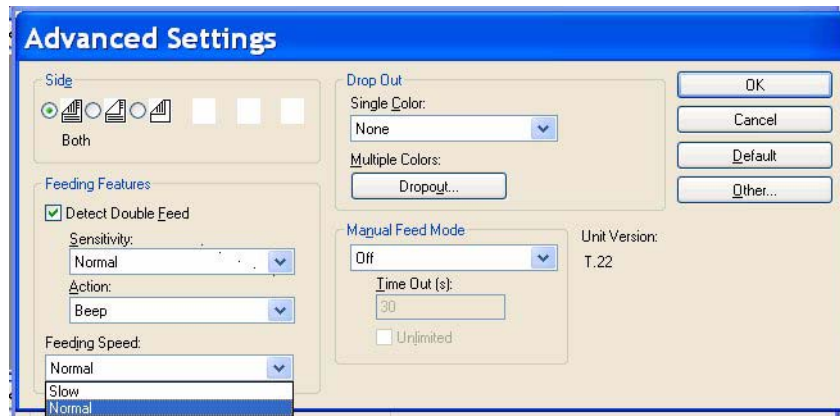 Advanced Settings
Side
Both
Feeding Features
Detect Double Feed
Sensitivity:
Normal
Action:
Beep
Feeding Speed:
Normal
Slow
Normal
Drop Out
Single Color:
None
Multiple Colors:
Dropout...
Manual Feed Mode
Off
Time Out (s):
30
Unlimited
Unit Version:
T.22
OK
Cancel
Default
Other...